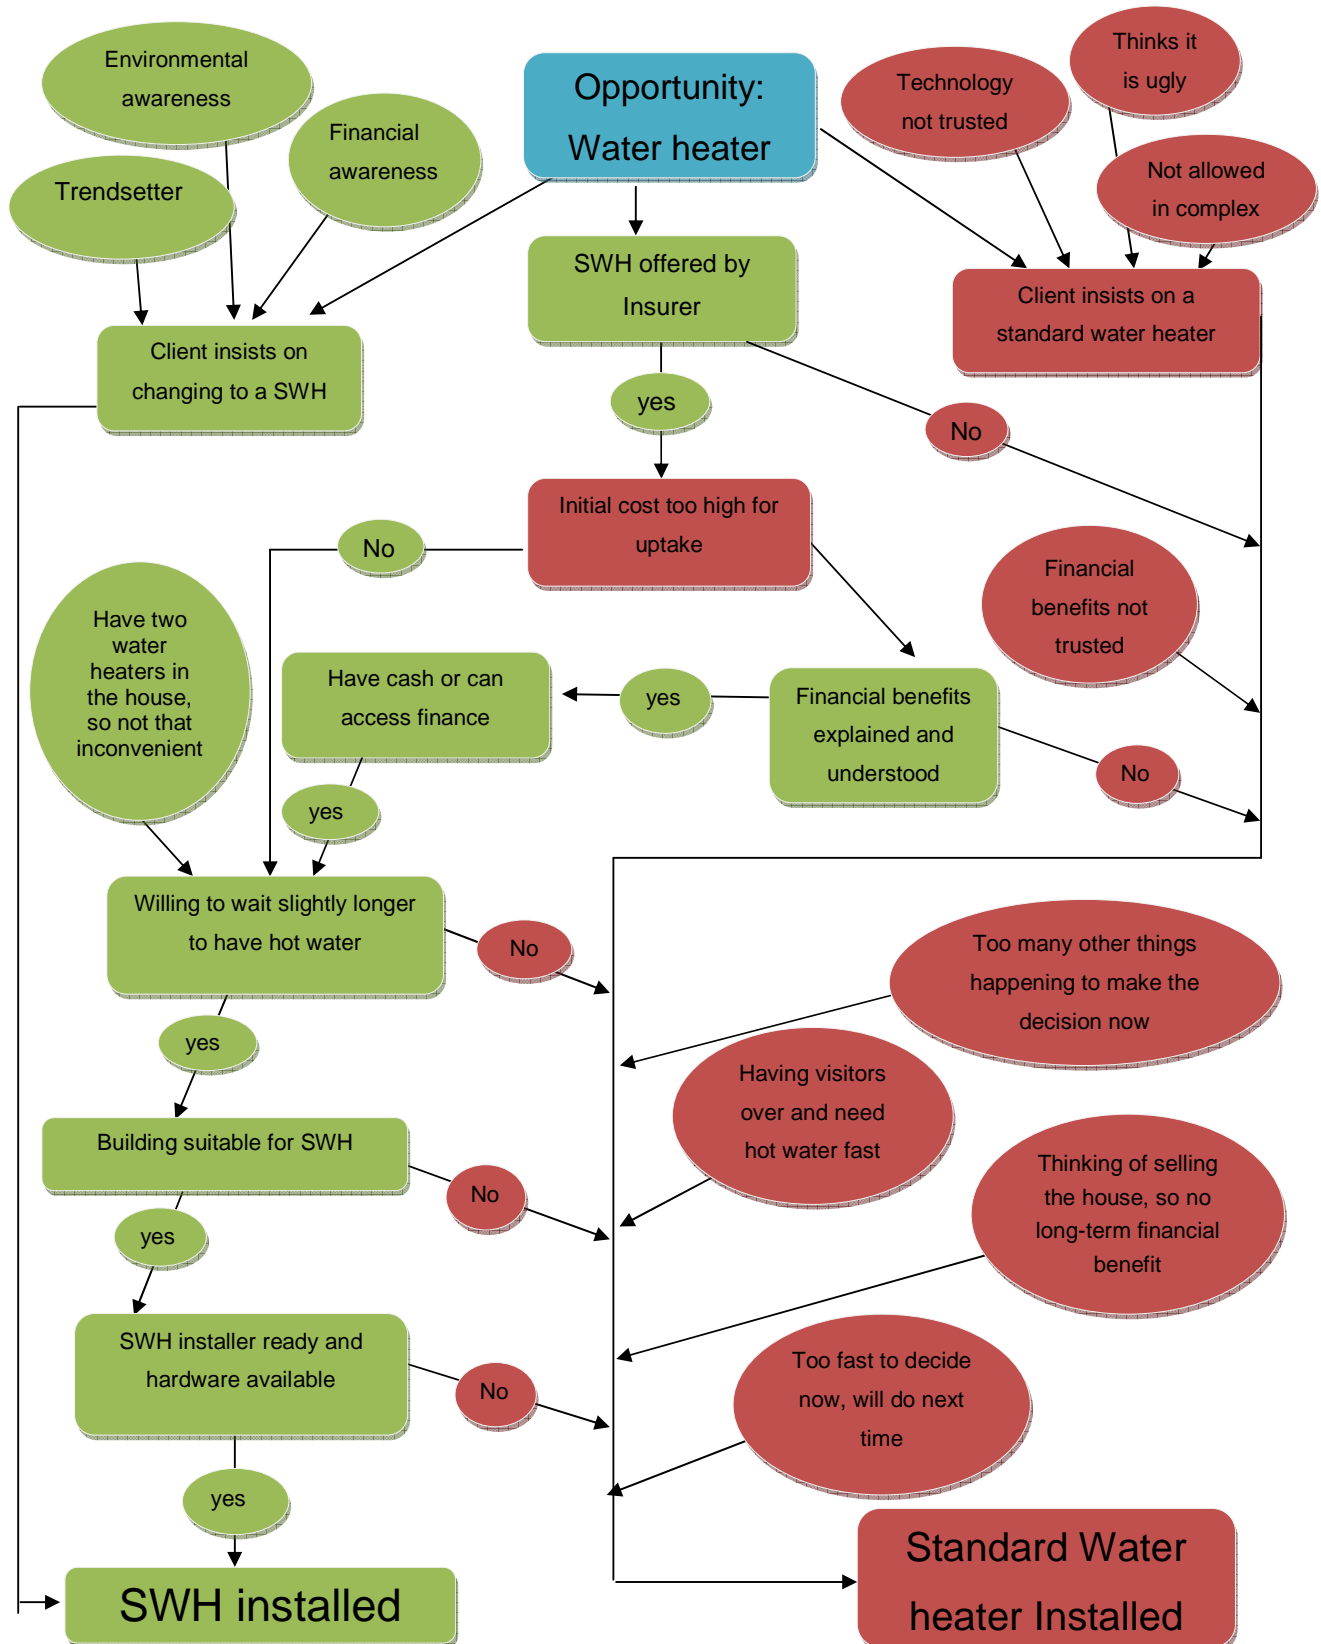 Environmental
awareness
Financial
awareness
Trendsetter
Opportunity:
Water heater
Technology
not trusted
Thinks it
is ugly
Not allowed
in complex
SWH offered by
Insurer
Client insists on a
standard water heater
Client insists on
changing to a SWH
yes
No
Initial cost too high for
uptake
No
Financial
benefits not
trusted
Have two
water
heaters in
the house,
so not that
inconvenient
Have cash or can
access finance
yes
Financial benefits
explained and
understood
No
yes
Willing to wait slightly longer
to have hot water
No
Too many other things
happening to make the
decision now
yes
Having visitors
over and need
hot water fast
Building suitable for SWH
No
Thinking of selling
the house, so no
long-term financial
benefit
yes
SWH installer ready and
hardware available
No
Too fast to decide
now, will do next
time
yes
SWH installed
Standard Water
heater Installed